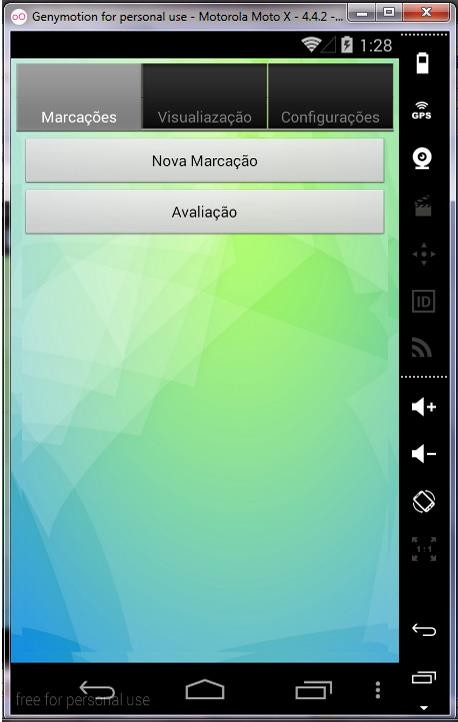 Genymotion for personal use - Motorola Moto X - 4.4.2 -...
1:28
Marcações
Visualiazação
Configurações
Nova Marcação
Avaliação
GPS
ID
1:1
free for personal use